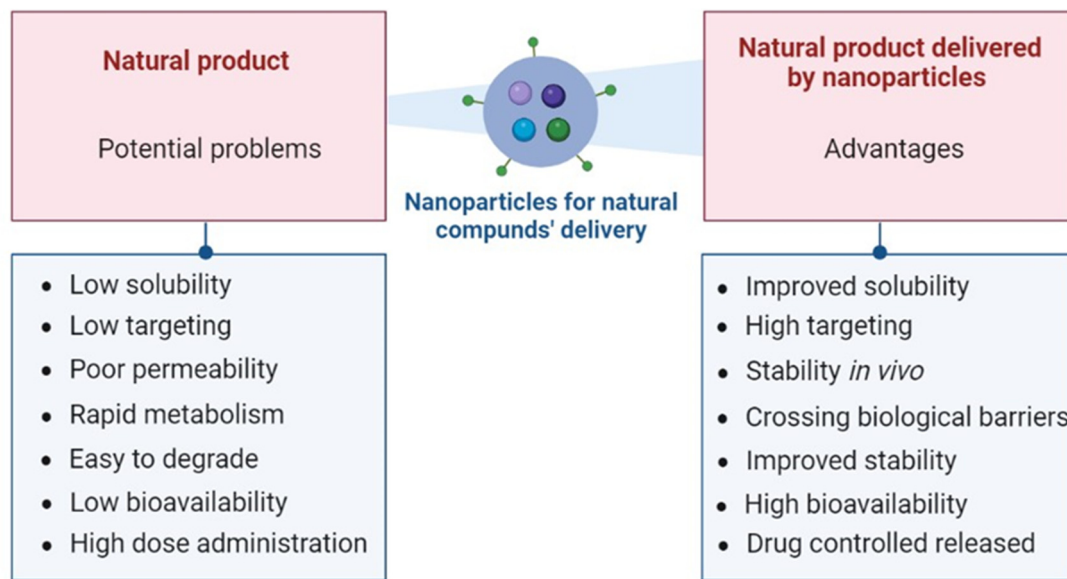 Natural product
Potential problems
Nanoparticles for natural
compunds' delivery
Natural product delivered
by nanoparticles
Advantages
• Low solubility
• Low targeting
• Poor permeability
• Rapid metabolism
• Easy to degrade
• Low bioavailability
• High dose administration
• Improved solubility
• High targeting
• Stability in vivo
• Crossing biological barriers
• Improved stability
• High bioavailability
• Drug controlled released